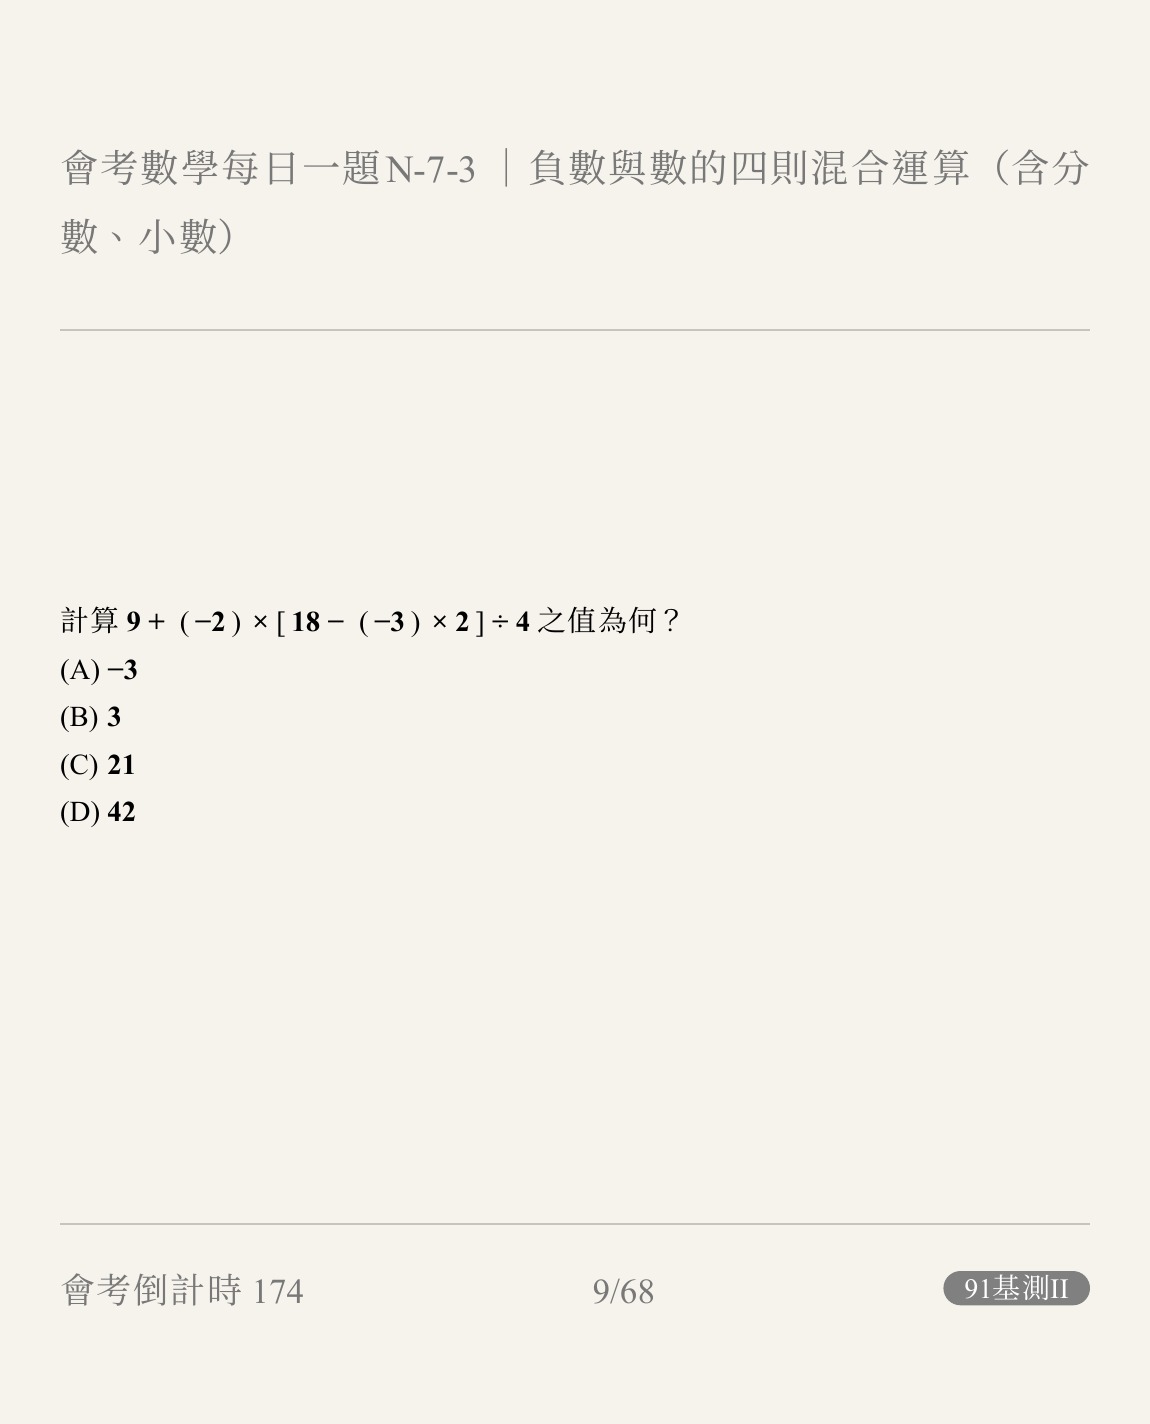 會考數學每日一題N-7-3 ｜負數與數的四則混合運算（含分
數、小數）
計算 9 +（−2）× [ 18 −（−3）× 2 ] ÷ 4 之值為何？
(A) −3
(B) 3
(C) 21
(D) 42
會考倒計時 174
9/68
91基測II